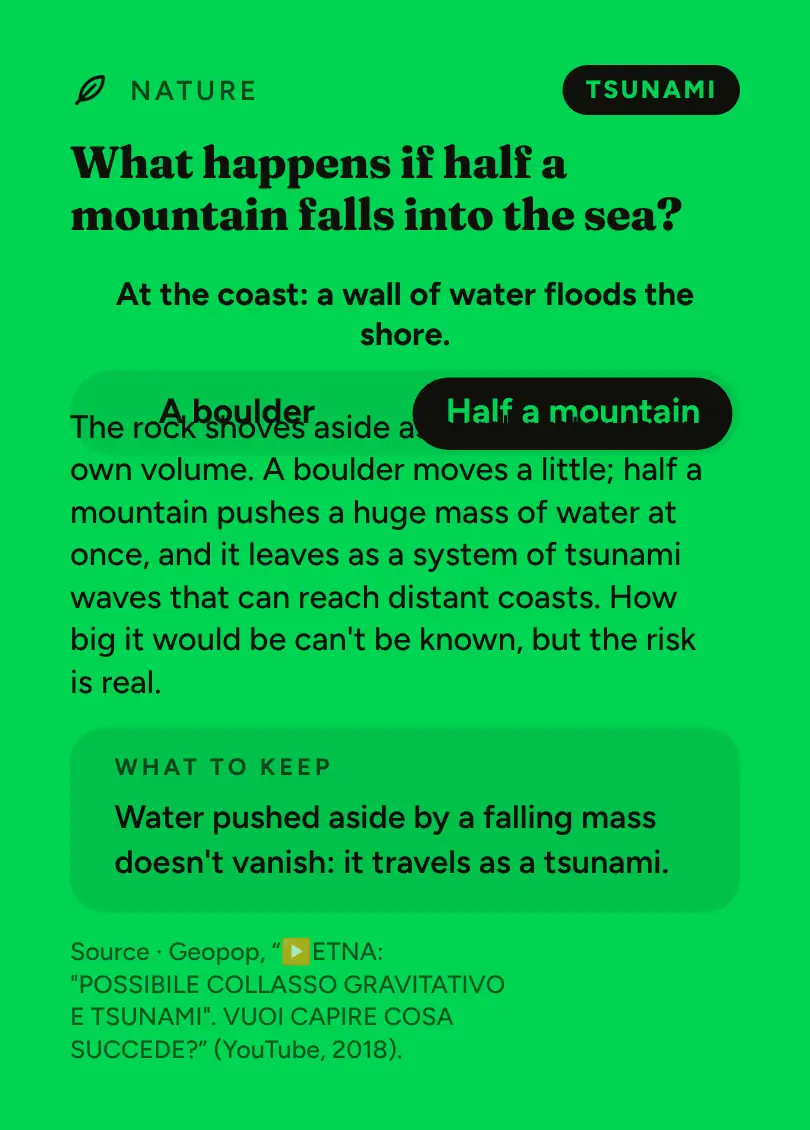 NATURE
TSUNAMI
What happens if half a
mountain falls into the sea?
At the coast: a wall of water floods the
shore.
A boulder
Half a mountain
The rock shoves aside a
own volume. A boulder moves a little; half a
mountain pushes a huge mass of water at
once, and it leaves as a system of tsunami
waves that can reach distant coasts. How
big it would be can't be known, but the risk
is real.
WHAT TO KEEP
Water pushed aside by a falling mass
doesn't vanish: it travels as a tsunami.
Source · Geopop, “▶️ETNA:
"POSSIBILE COLLASSO GRAVITATIVO
E TSUNAMI". VUOI CAPIRE COSA
SUCCEDE?” (YouTube, 2018).